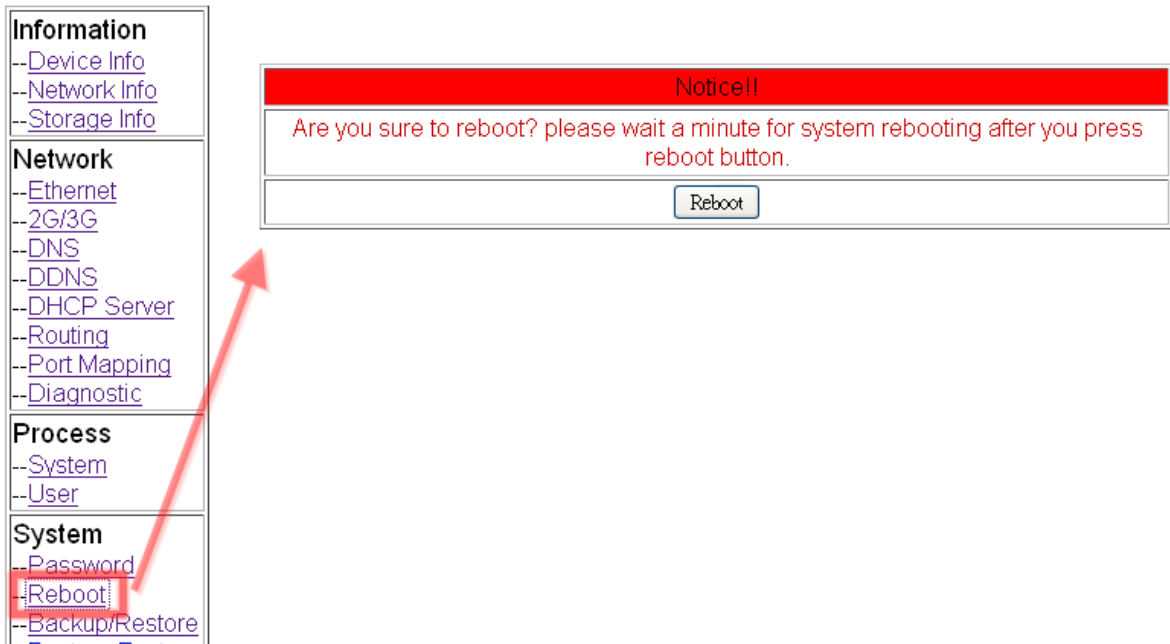 Information
--Device Info
--Network Info
--Storage Info
Network
--Ethernet
--2G/3G
--DNS
--DDNS
--DHCP Server
--Routing
--Port Mapping
--Diagnostic
Process
--System
--User
System
--Password
--Reboot
--Backup/Restore
Notice!!
Are you sure to reboot? please wait a minute for system rebooting after you press
reboot button.
Reboot